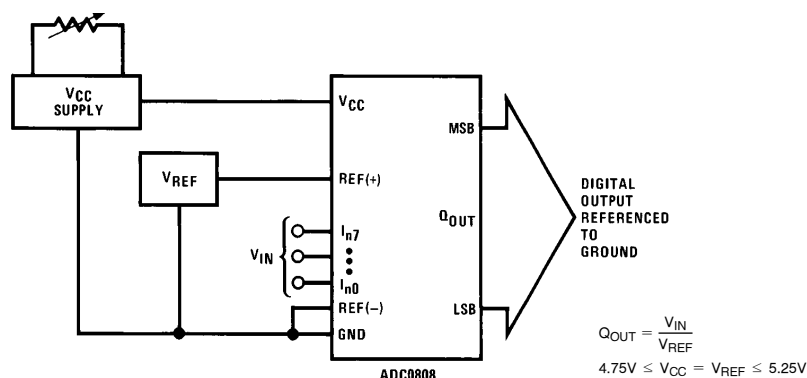 VCC
SUPPLY
VCC
MSB
VREF
REF(+)
DIGITAL
OUTPUT
REFERENCED
TO
GROUND
QOUT
VIN
In7
In0
REF(–)
GND
LSB
ADC0808
QOUT = VIN / VREF
4.75V ≤ VCC = VREF ≤ 5.25V